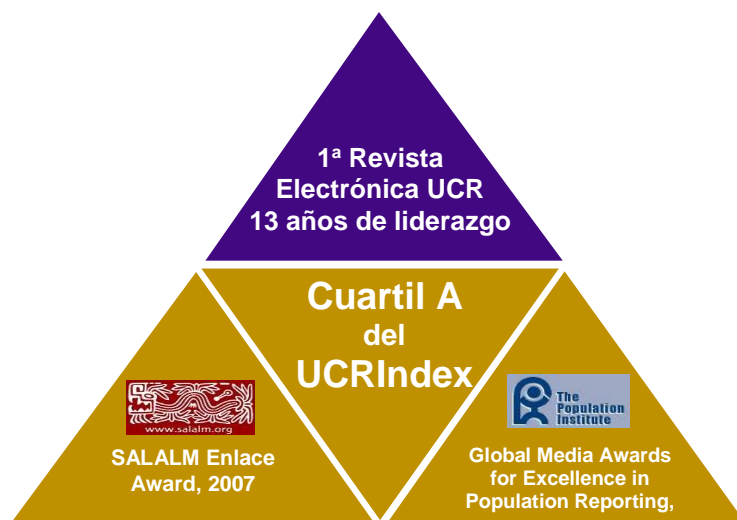 1ª Revista
Electrónica UCR
13 años de liderazgo
Cuartil A
del
UCRIndex
www.salalm.org
SALALM Enlace
Award, 2007
The
Population
Institute
Global Media Awards
for Excellence in
Population Reporting,